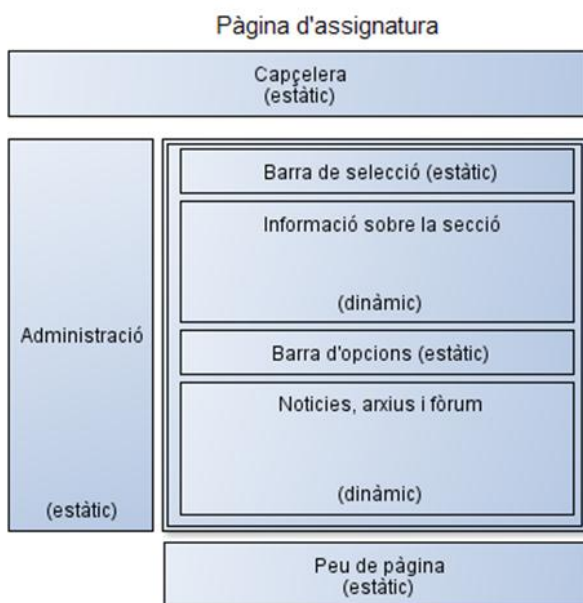 Pàgina d'assignatura
Capçelera
(estàtic)
Administració
(estàtic)
Barra de selecció (estàtic)
Informació sobre la secció
(dinàmic)
Barra d'opcions (estàtic)
Noticies, arxius i fòrum
(dinàmic)
Peu de pàgina
(estàtic)